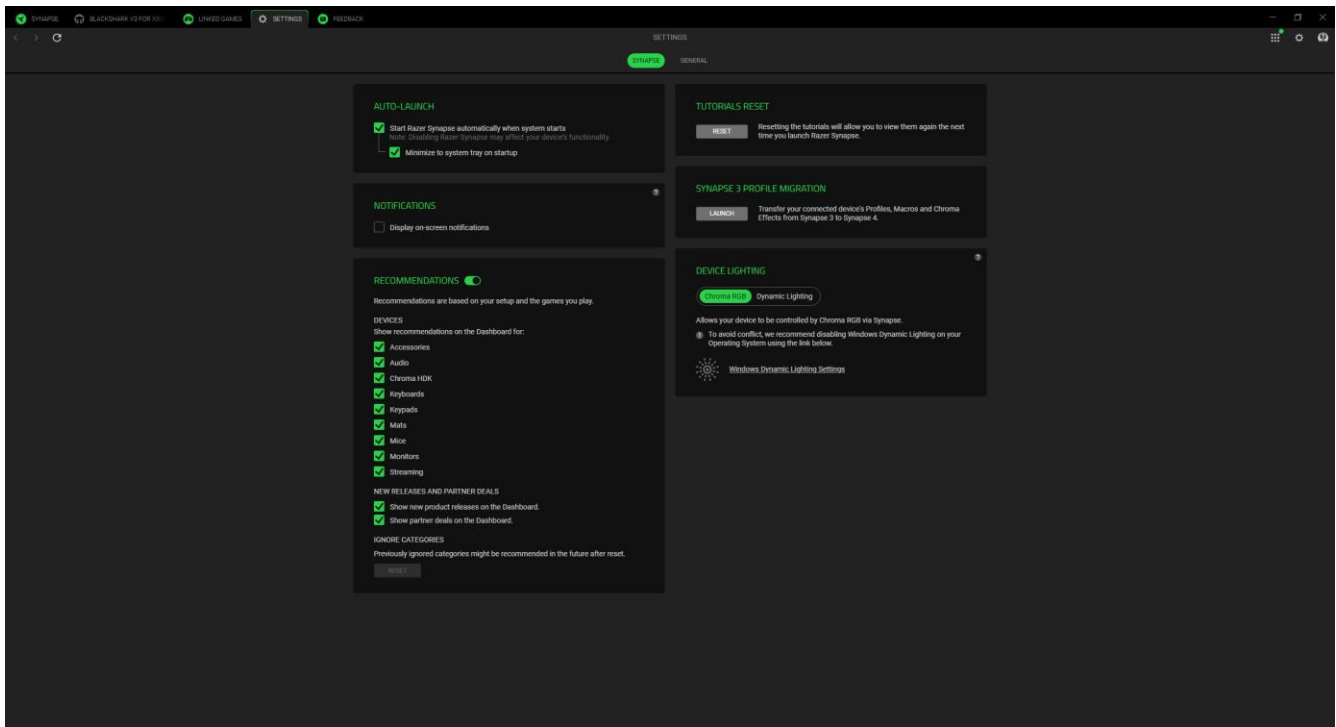 SYNAPSE
BLACKSHARK V3 FOR XBO
LINKED GAMES
SETTINGS
FEEDBACK
SETTINGS
SYNAPSE
GENERAL
AUTO-LAUNCH
Start Razer Synapse automatically when system starts
Note: Disabling Razer Synapse may affect your device's functionality.
Minimize to system tray on startup
NOTIFICATIONS
Display on-screen notifications
RECOMMENDATIONS
Recommendations are based on your setup and the games you play.
DEVICES
Show recommendations on the Dashboard for:
Accessories
Audio
Chroma HDK
Keyboards
Keypads
Mats
Mice
Monitors
Streaming
NEW RELEASES AND PARTNER DEALS
Show new product releases on the Dashboard.
Show partner deals on the Dashboard.
IGNORE CATEGORIES
Previously ignored categories might be recommended in the future after reset.
RESET
TUTORIALS RESET
RESET
Resetting the tutorials will allow you to view them again the next
time you launch Razer Synapse.
SYNAPSE 3 PROFILE MIGRATION
LAUNCH
Transfer your connected device's Profiles, Macros and Chroma
Effects from Synapse 3 to Synapse 4.
DEVICE LIGHTING
Chroma RGB
Dynamic Lighting
Allows your device to be controlled by Chroma RGB via Synapse.
To avoid conflict, we recommend disabling Windows Dynamic Lighting on your
Operating System using the link below.
Windows Dynamic Lighting Settings